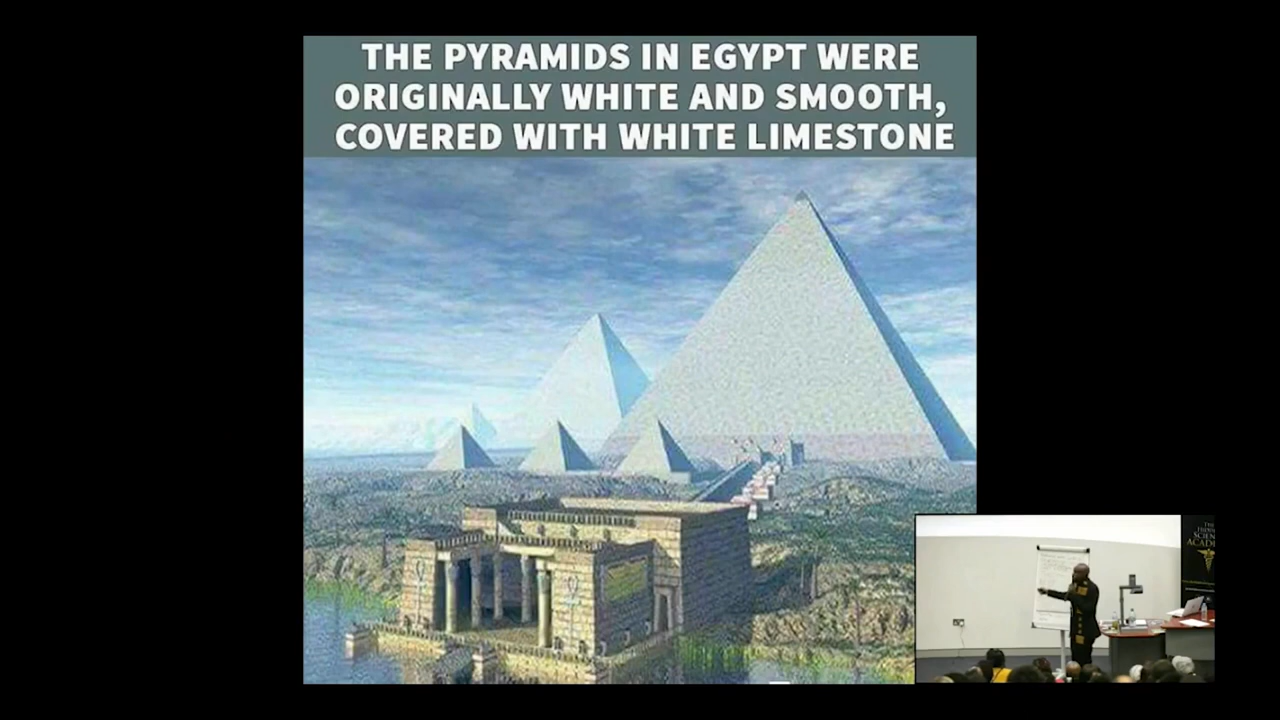 THE PYRAMIDS IN EGYPT WERE
ORIGINALLY WHITE AND SMOOTH,
COVERED WITH WHITE LIMESTONE